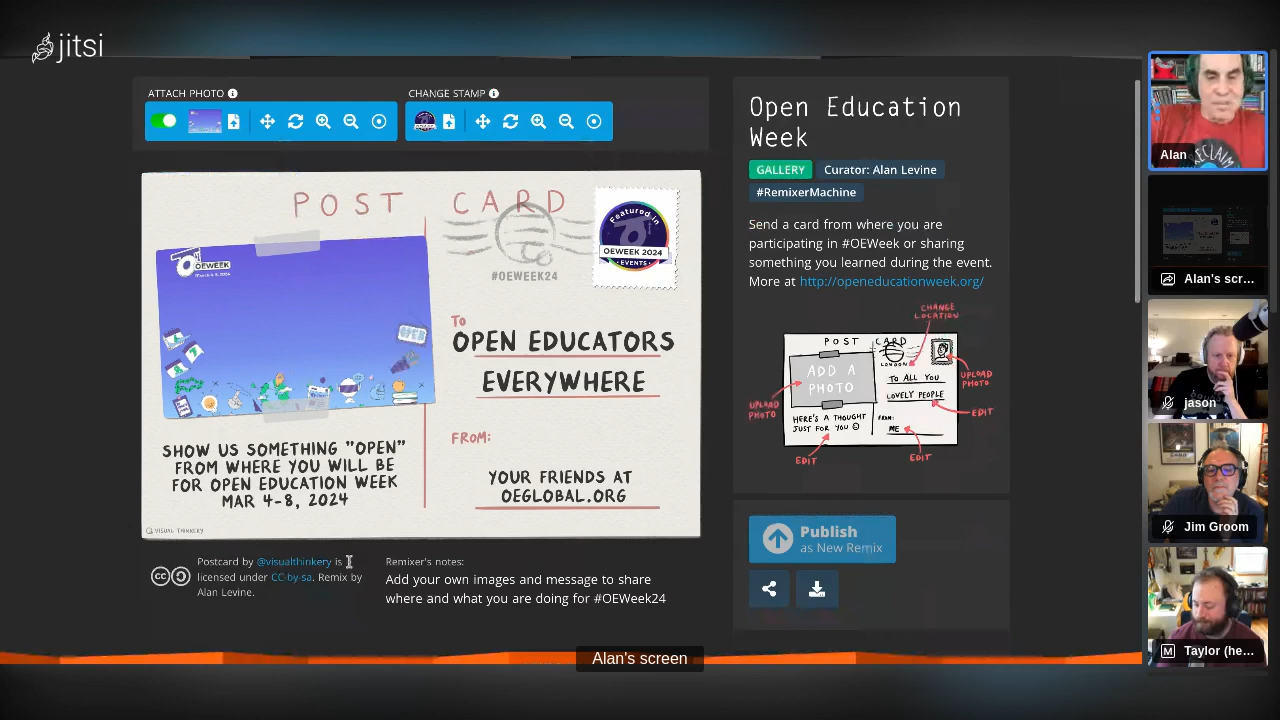 jitsi
ATTACH PHOTO
CHANGE STAMP
POST CARD
OEWEEK
Featured in
OEWEEK 2024
EVENTS
#OEWEEK24
TO
OPEN EDUCATORS
EVERYWHERE
FROM:
YOUR FRIENDS AT
OEGLOBAL.ORG
SHOW US SOMETHING "OPEN"
FROM WHERE YOU WILL BE
FOR OPEN EDUCATION WEEK
MAR 4-8, 2024
VISUAL THINKERY
Postcard by @visualthinkery is
licensed under CC-by-sa. Remix by
Alan Levine.
Remixer's notes:
Add your own images and message to share
where and what you are doing for #OEWeek24
Open Education
Week
GALLERY
Curator: Alan Levine
#RemixerMachine
Send a card from where you are
participating in #OEWeek or sharing
something you learned during the event.
More at http://openeducationweek.org/
CHANGE
LOCATION
POST CARD
LONDON
ADD A
PHOTO
TO ALL YOU
LOVELY PEOPLE
UPLOAD
PHOTO
UPLOAD
PHOTO
HERE'S A THOUGHT
JUST FOR YOU
FROM:
ME
EDIT
EDIT
EDIT
Publish
as New Remix
Alan's screen
RECLAIM
Alan
Alan's scr...
jason
Jim Groom
M
Taylor (he...